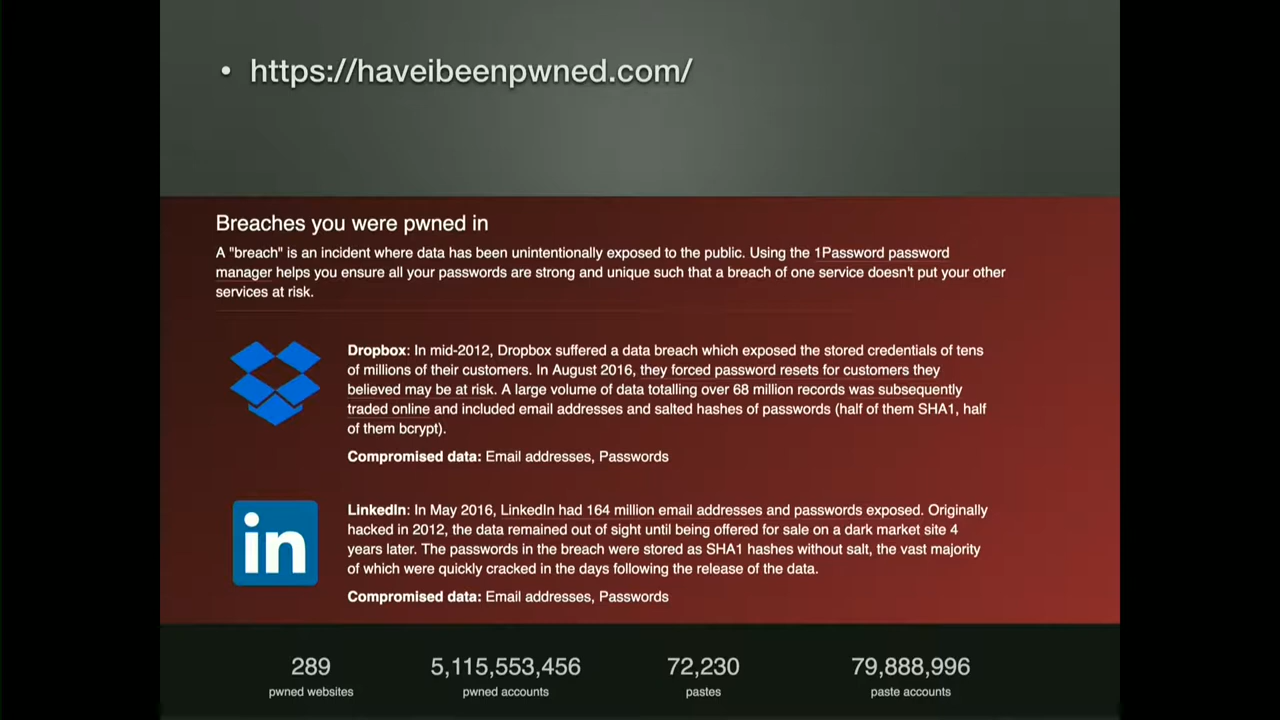 • https://haveibeenpwned.com/
Breaches you were pwned in
A "breach" is an incident where data has been unintentionally exposed to the public. Using the 1Password password
manager helps you ensure all your passwords are strong and unique such that a breach of one service doesn't put your other
services at risk.
Dropbox: In mid-2012, Dropbox suffered a data breach which exposed the stored credentials of tens
of millions of their customers. In August 2016, they forced password resets for customers they
believed may be at risk. A large volume of data totalling over 68 million records was subsequently
traded online and included email addresses and salted hashes of passwords (half of them SHA1, half
of them bcrypt).
Compromised data: Email addresses, Passwords
in
LinkedIn: In May 2016, LinkedIn had 164 million email addresses and passwords exposed. Originally
hacked in 2012, the data remained out of sight until being offered for sale on a dark market site 4
years later. The passwords in the breach were stored as SHA1 hashes without salt, the vast majority
of which were quickly cracked in the days following the release of the data.
Compromised data: Email addresses, Passwords
289 5,115,553,456 72,230 79,888,996
pwned websites pwned accounts pastes paste accounts